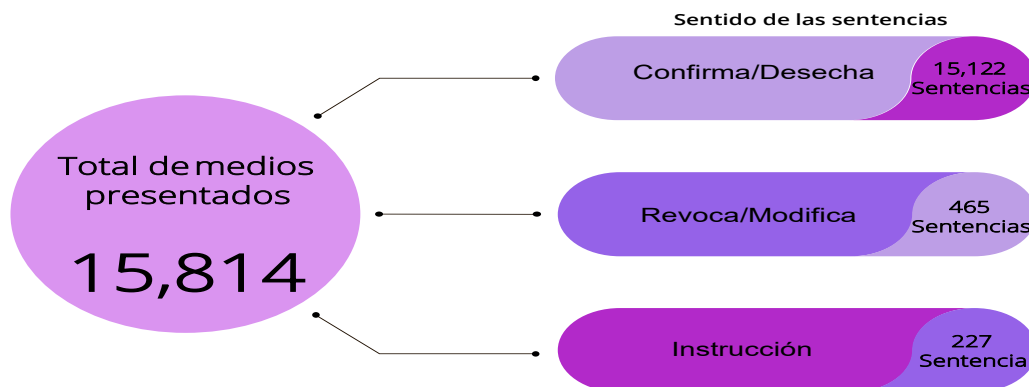 Sentido de las sentencias
Confirma/Desecha
15,122
Sentencias
Total de medios
presentados
15,814
Revoca/Modifica
465
Sentencias
Instrucción
227
Sentencia